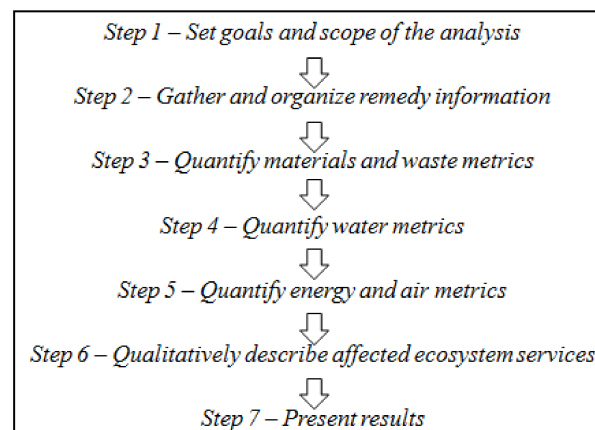 Step 1 – Set goals and scope of the analysis
Step 2 – Gather and organize remedy information
Step 3 – Quantify materials and waste metrics
Step 4 – Quantify water metrics
Step 5 – Quantify energy and air metrics
Step 6 – Qualitatively describe affected ecosystem services
Step 7 – Present results